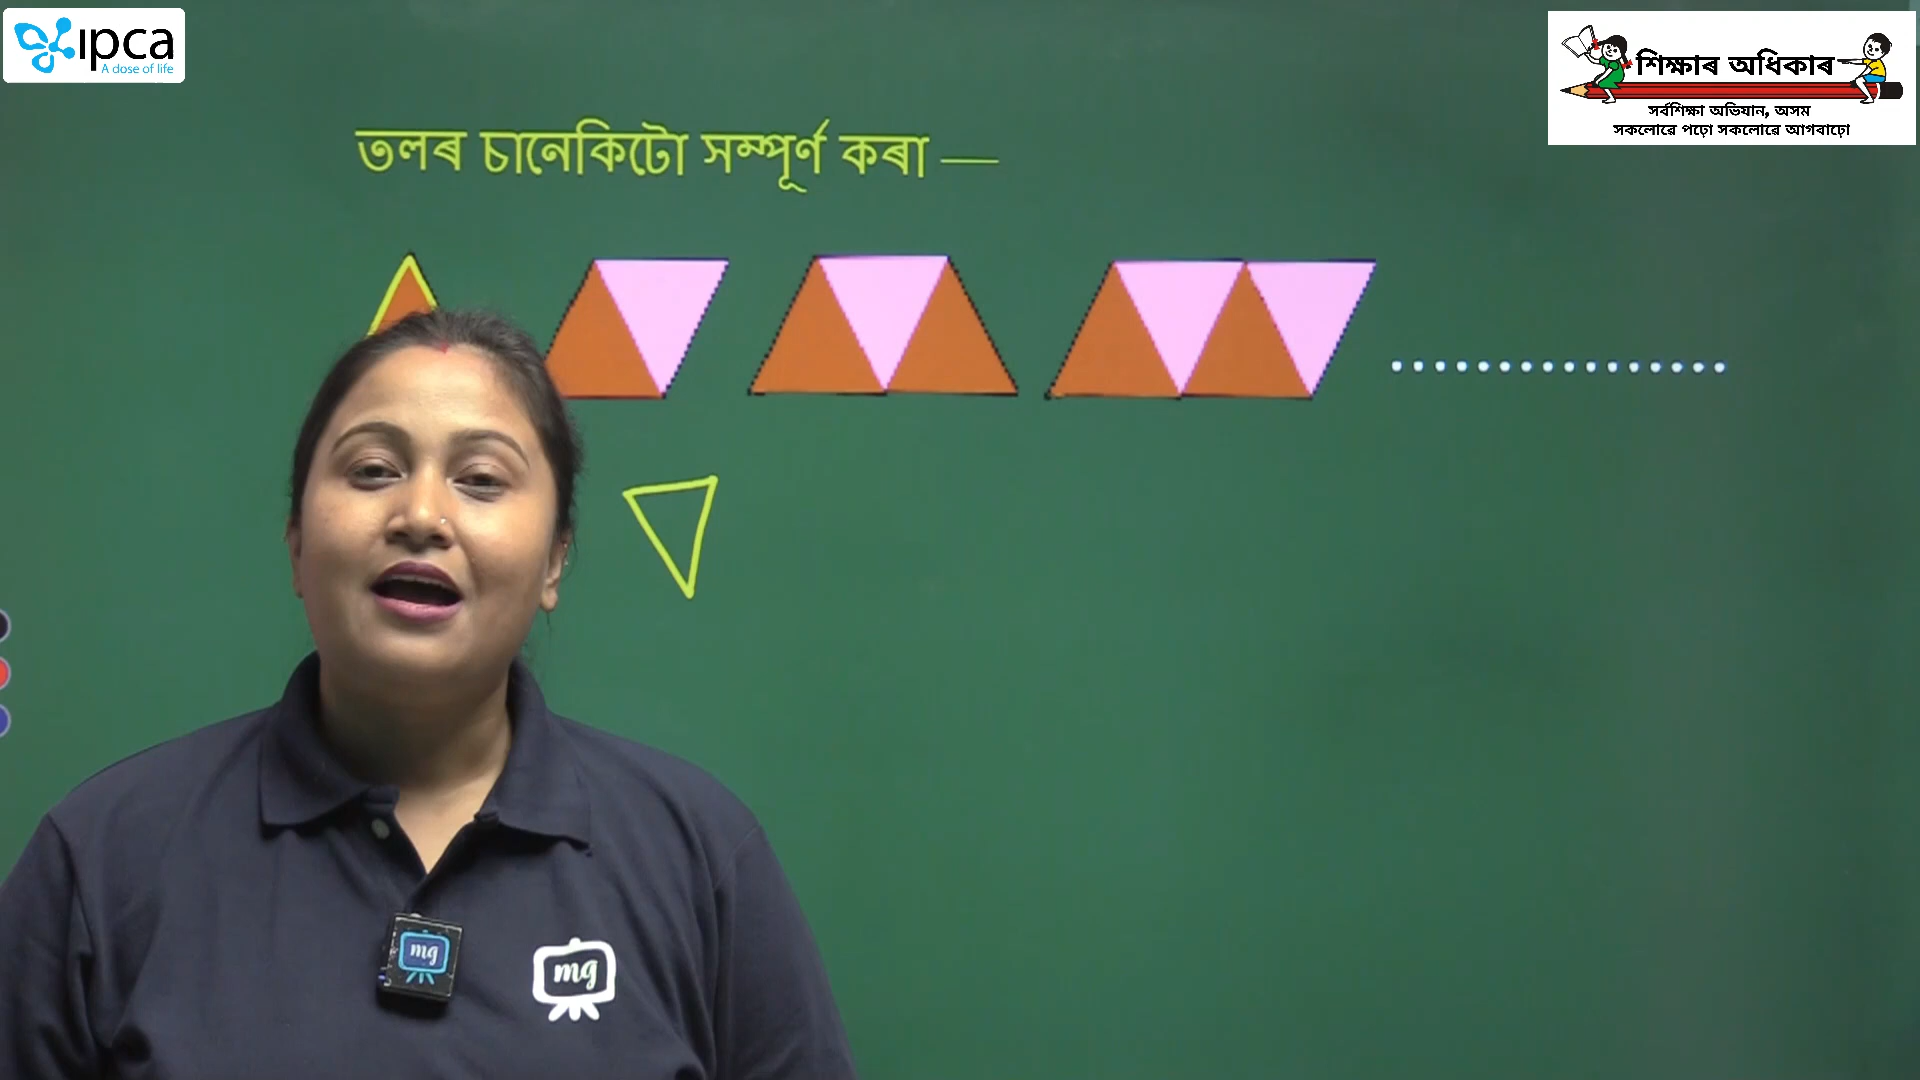 ipca
A dose of life
শিক্ষাৰ অধিকাৰ
সৰ্বশিক্ষা অভিযান, অসম
সকলোৱে পঢ়ো সকলোৱে আগবাঢ়ো
তলৰ চানেকিটো সম্পূৰ্ণ কৰা —
mg
mg